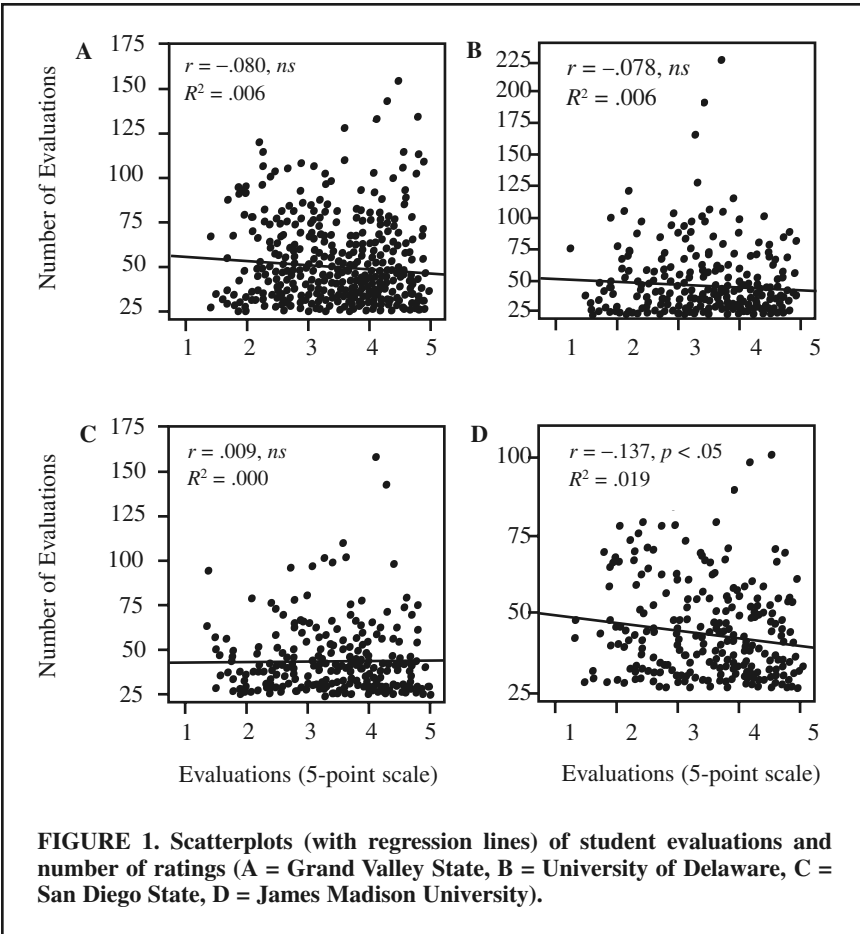 A
r = –.080, ns
R² = .006
175
150
125
100
75
50
25
1 2 3 4 5
Number of Evaluations
B
r = –.078, ns
R² = .006
225
200
175
150
125
100
75
50
25
1 2 3 4 5
C
r = .009, ns
R² = .000
175
150
125
100
75
50
25
1 2 3 4 5
Number of Evaluations
Evaluations (5-point scale)
D
r = –.137, p < .05
R² = .019
100
75
50
25
1 2 3 4 5
Evaluations (5-point scale)
FIGURE 1. Scatterplots (with regression lines) of student evaluations and
number of ratings (A = Grand Valley State, B = University of Delaware, C =
San Diego State, D = James Madison University).